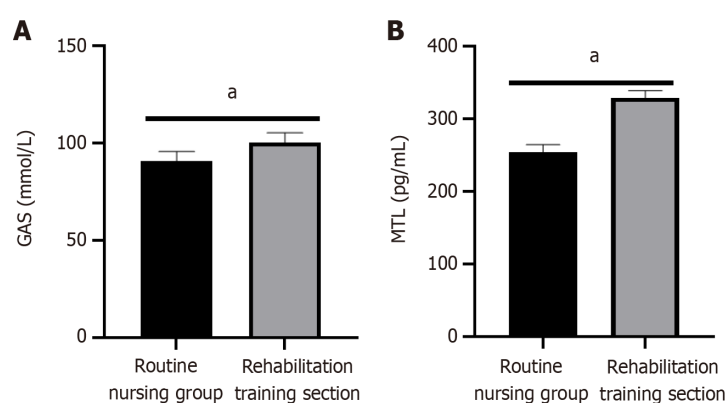 A
GAS (mmol/L)
150
100
50
0
a
Routine
nursing group
Rehabilitation
training section
B
MTL (pg/mL)
400
300
200
100
0
a
Routine
nursing group
Rehabilitation
training section